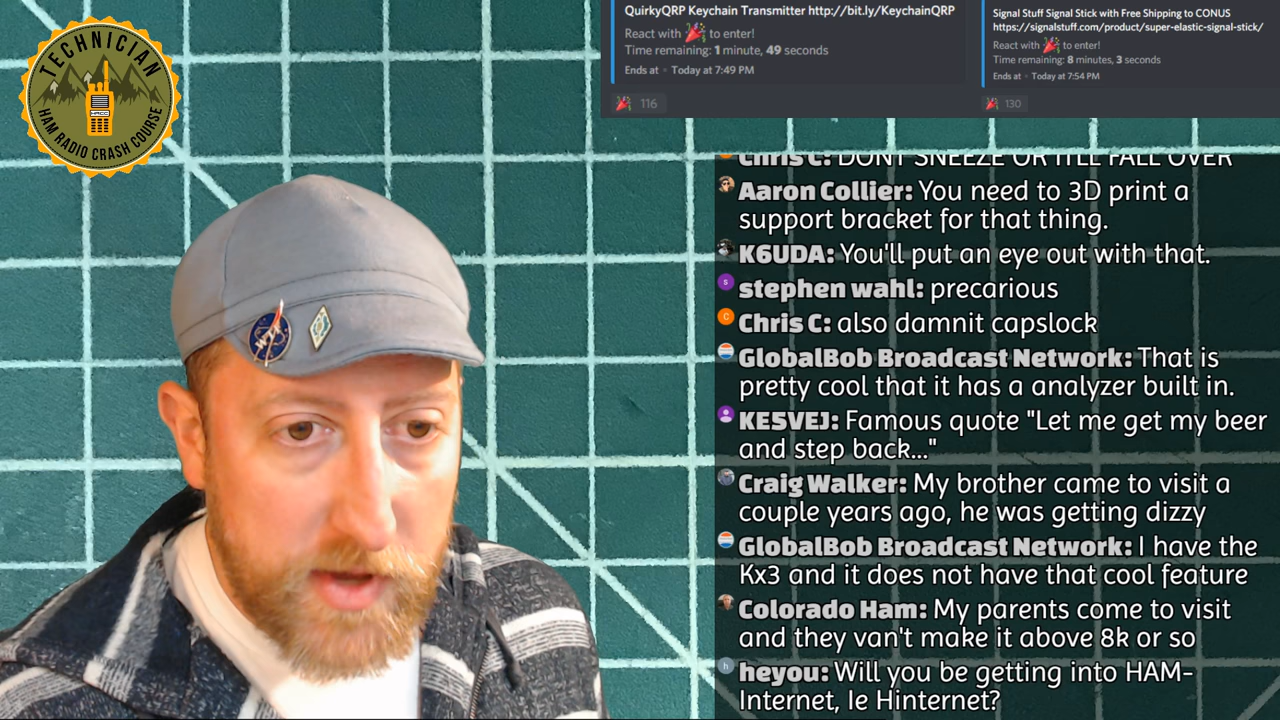 TECHNICIAN
HAM RADIO CRASH COURSE
QuirkyQRP Keychain Transmitter http://bit.ly/KeychainQRP
React with 🎉 to enter!
Time remaining: 1 minute, 49 seconds
Ends at • Today at 7:49 PM
🎉 116
Signal Stuff Signal Stick with Free Shipping to CONUS
https://signalstuff.com/product/super-elastic-signal-stick/
React with 🎉 to enter!
Time remaining: 8 minutes, 3 seconds
Ends at • Today at 7:54 PM
🎉 130
Chris C: DONT SNEEZE OR ITLL FALL OVER
Aaron Collier: You need to 3D print a
support bracket for that thing.
K6UDA: You'll put an eye out with that.
stephen wahl: precarious
Chris C: also damnit capslock
GlobalBob Broadcast Network: That is
pretty cool that it has a analyzer built in.
KE5VEJ: Famous quote "Let me get my beer
and step back..."
Craig Walker: My brother came to visit a
couple years ago, he was getting dizzy
GlobalBob Broadcast Network: I have the
Kx3 and it does not have that cool feature
Colorado Ham: My parents come to visit
and they van't make it above 8k or so
heyou: Will you be getting into HAM-
Internet, Ie Hinternet?